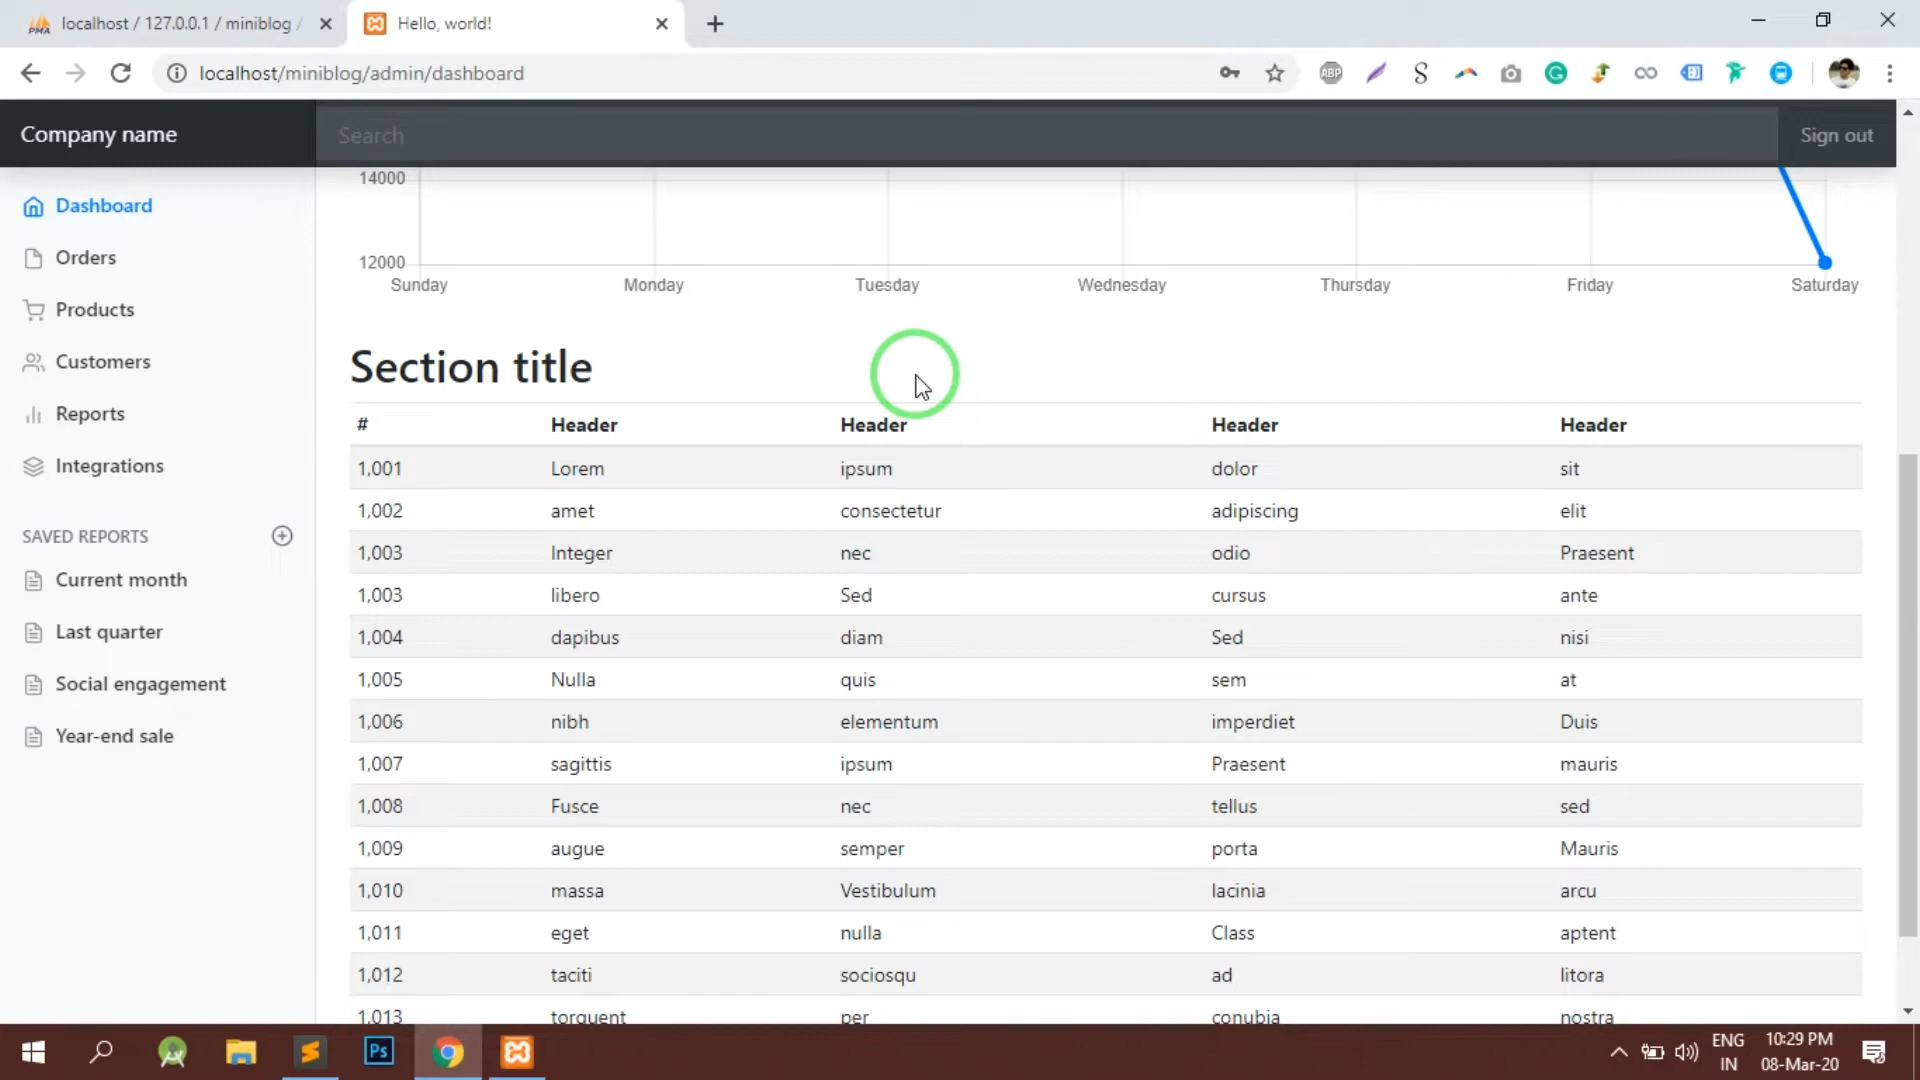 localhost / 127.0.0.1 / miniblog /
Hello, world!
localhost/miniblog/admin/dashboard
ABP
Company name
Search
Sign out
Dashboard
Orders
Products
Customers
Reports
Integrations
SAVED REPORTS
Current month
Last quarter
Social engagement
Year-end sale
14000
12000
Sunday Monday Tuesday Wednesday Thursday Friday Saturday
Section title
# Header Header Header Header
1,001 Lorem ipsum dolor sit
1,002 amet consectetur adipiscing elit
1,003 Integer nec odio Praesent
1,003 libero Sed cursus ante
1,004 dapibus diam Sed nisi
1,005 Nulla quis sem at
1,006 nibh elementum imperdiet Duis
1,007 sagittis ipsum Praesent mauris
1,008 Fusce nec tellus sed
1,009 augue semper porta Mauris
1,010 massa Vestibulum lacinia arcu
1,011 eget nulla Class aptent
1,012 taciti sociosqu ad litora
1,013 torquent per conubia nostra
Ps
ENG
IN
10:29 PM
08-Mar-20